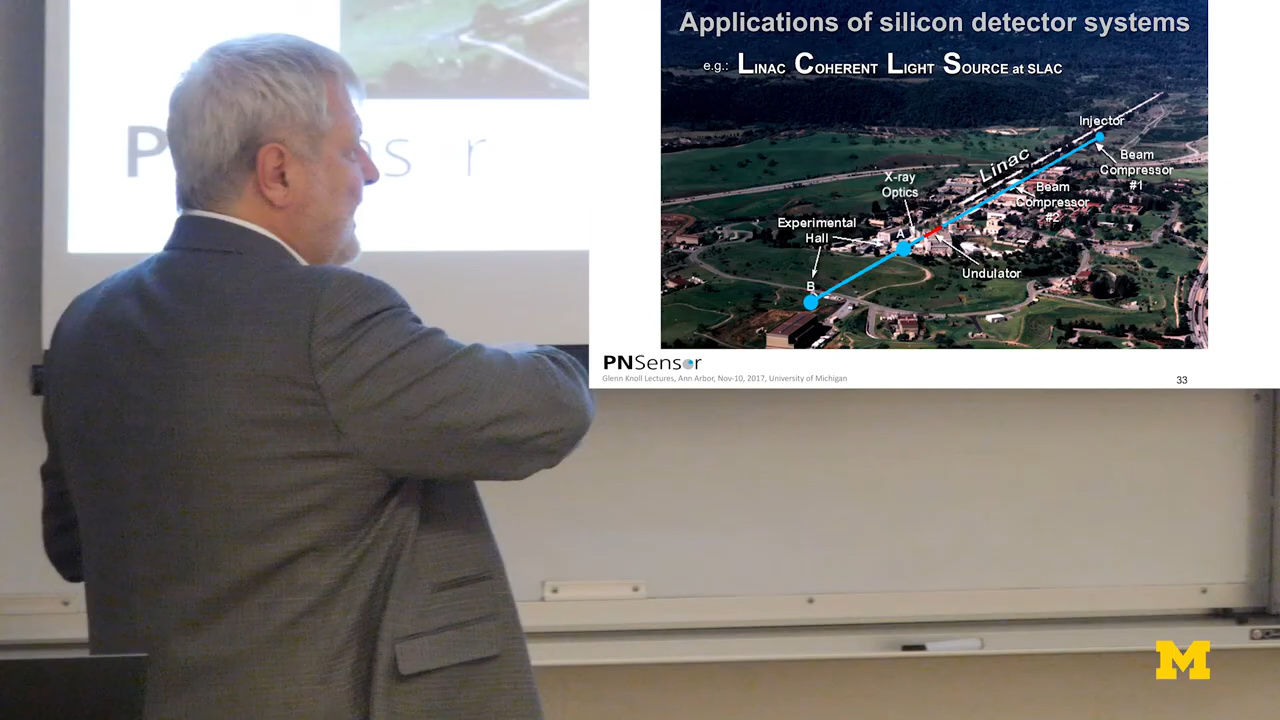 Applications of silicon detector systems
e.g.: LINAC COHERENT LIGHT SOURCE at SLAC
Injector
Linac
Beam
Compressor
#1
X-ray
Optics
Beam
Compressor
#2
Experimental
Hall
A
Undulator
B
PNSensor
Glenn Knoll Lectures, Ann Arbor, Nov-10, 2017, University of Michigan
33
M